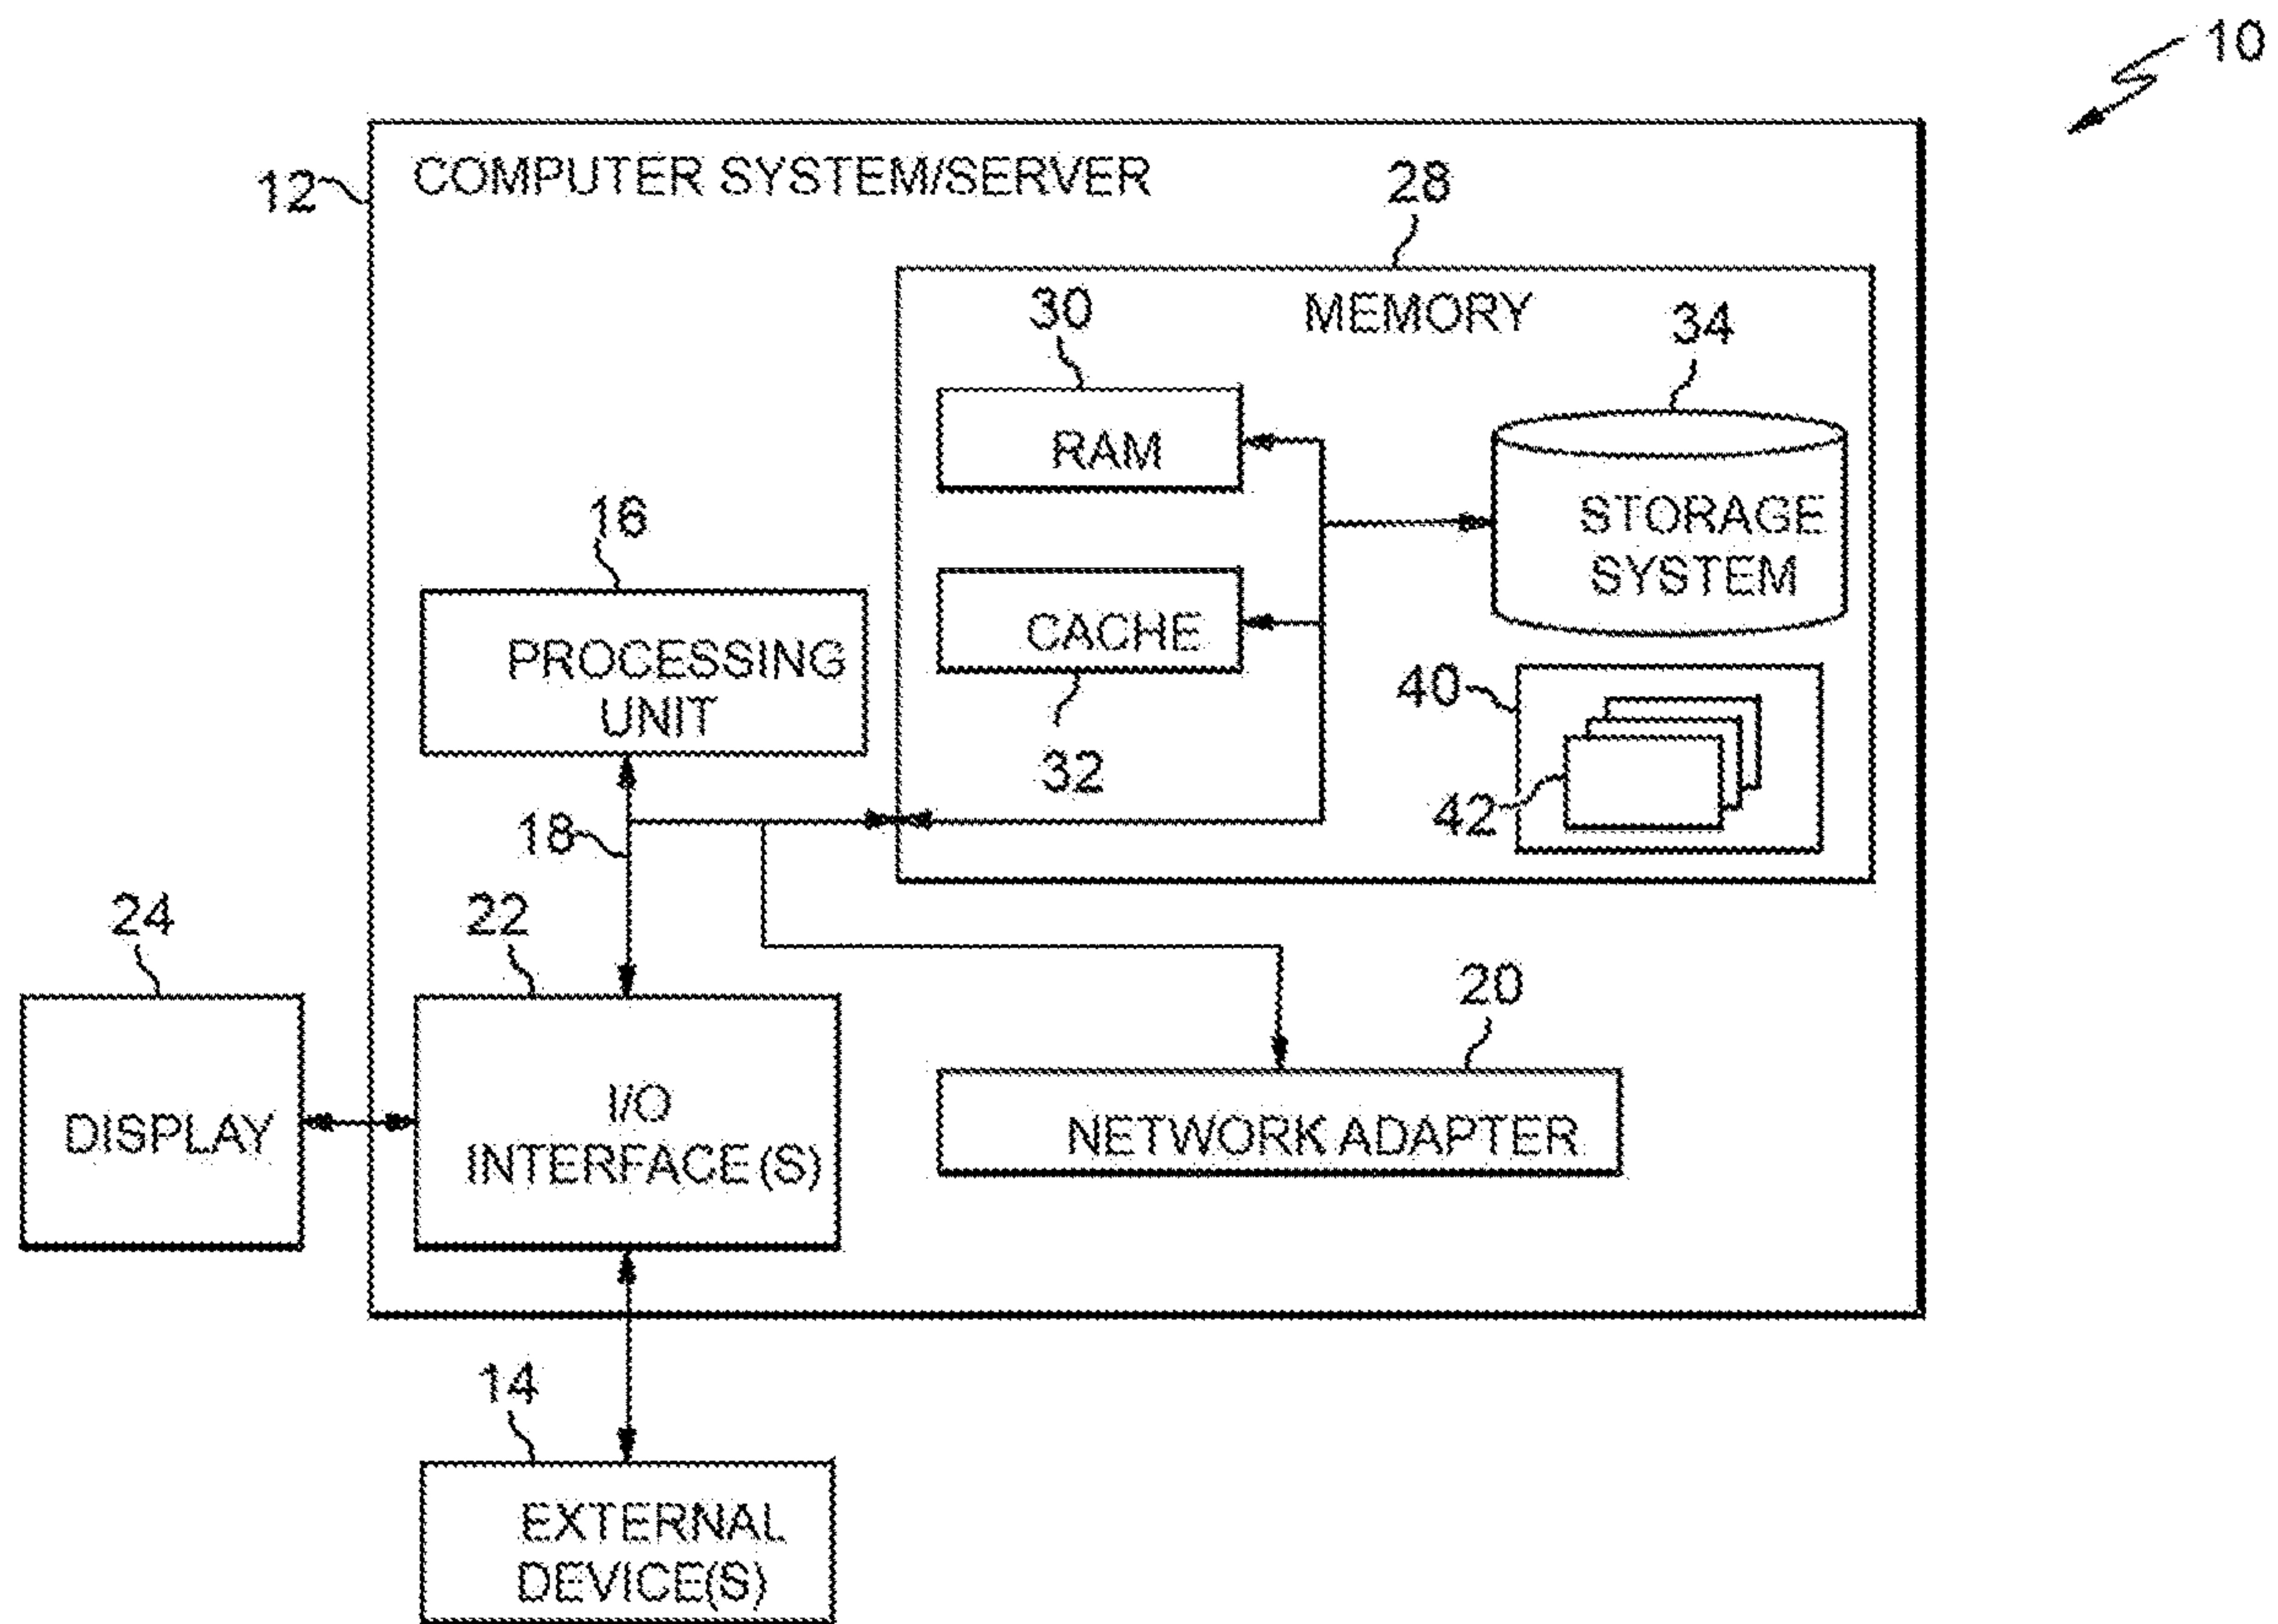 10
12
COMPUTER SYSTEM/SERVER
28
30
MEMORY
34
RAM
16
STORAGE
SYSTEM
PROCESSING
UNIT
CACHE
40
32
42
18
24
22
20
DISPLAY
I/O
INTERFACE(S)
NETWORK ADAPTER
14
EXTERNAL
DEVICE(S)